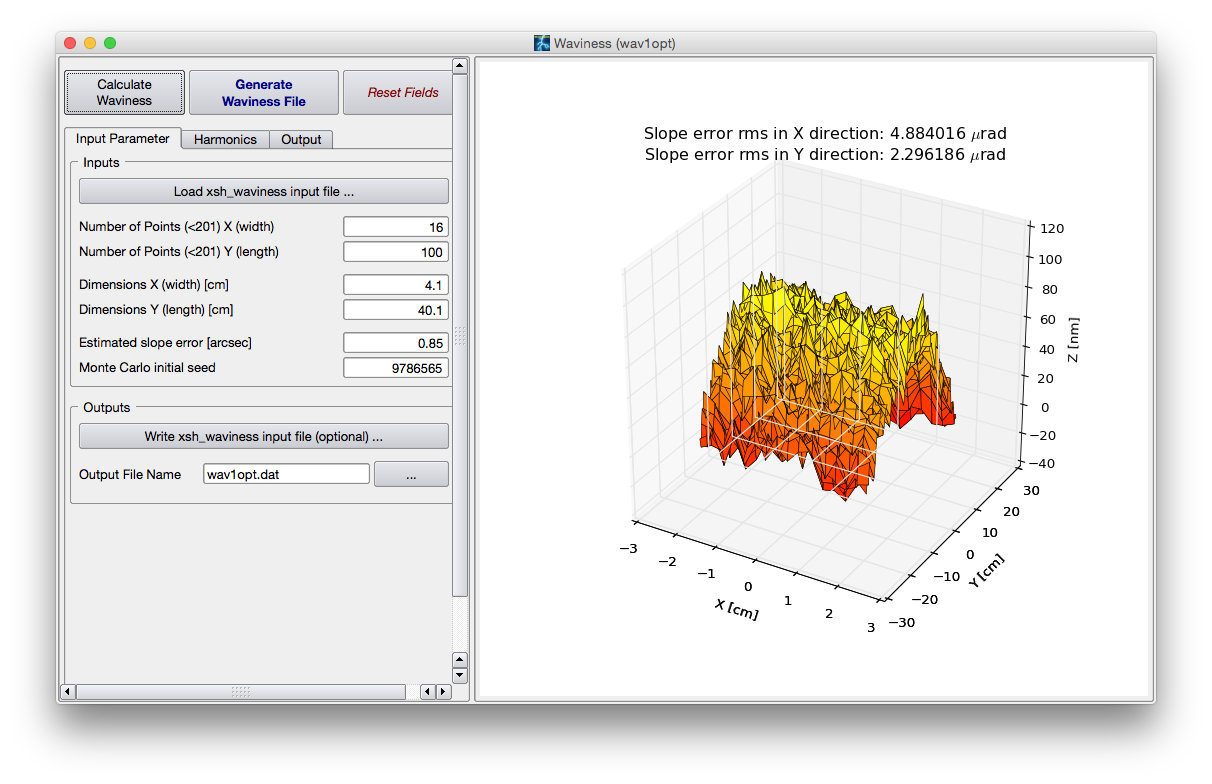 Waviness (wav1opt)
Calculate
Waviness
Generate
Waviness File
Reset Fields
Input Parameter
Harmonics
Output
Inputs
Load xsh_waviness input file ...
Number of Points (<201) X (width)
16
Number of Points (<201) Y (length)
100
Dimensions X (width) [cm]
4.1
Dimensions Y (length) [cm]
40.1
Estimated slope error [arcsec]
0.85
Monte Carlo initial seed
9786565
Outputs
Write xsh_waviness input file (optional) ...
Output File Name
wav1opt.dat
...
Slope error rms in X direction: 4.884016 μrad
Slope error rms in Y direction: 2.296186 μrad
120
100
80
60
40
20
0
−20
−40
Z [nm]
30
20
10
0
−10
−20
−30
Y [cm]
−3
−2
−1
0
1
2
3
X [cm]